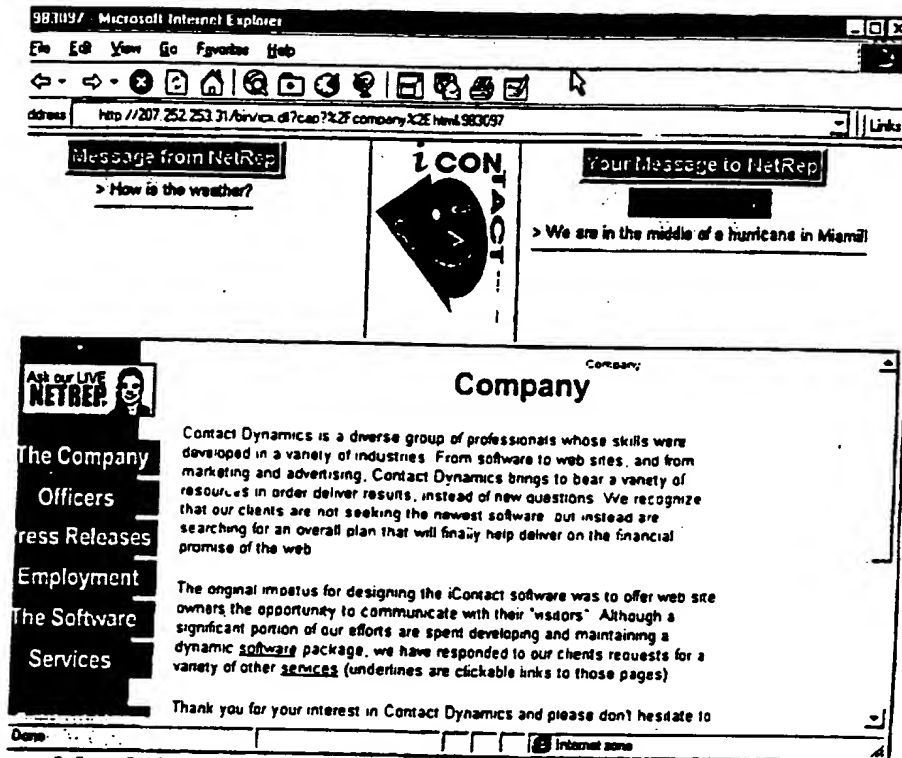 983097 - Microsoft Internet Explorer
File Edit View Go Favorites Help
ddress http://207.252.253.31/bin/icx.dll?cap?%2Fcompany%2Ehtml,983097 Links
Message from NetRep
> How is the weather?
iCONTACT
Your Message to NetRep
> We are in the middle of a hurricane in Miami!!
Ask our LIVE
NETREP.
The Company
Officers
ress Releases
Employment
The Software
Services
Company
Company
Contact Dynamics is a diverse group of professionals whose skills were
developed in a variety of industries. From software to web sites, and from
marketing and advertising, Contact Dynamics brings to bear a variety of
resources in order deliver results, instead of new questions. We recognize
that our clients are not seeking the newest software, but instead are
searching for an overall plan that will finally help deliver on the financial
promise of the web
The original impetus for designing the iContact software was to offer web site
owners the opportunity to communicate with their "visitors". Although a
significant portion of our efforts are spent developing and maintaining a
dynamic software package, we have responded to our clients requests for a
variety of other services (underlines are clickable links to those pages)
Thank you for your interest in Contact Dynamics and please don't hesitate to
Done Internet zone